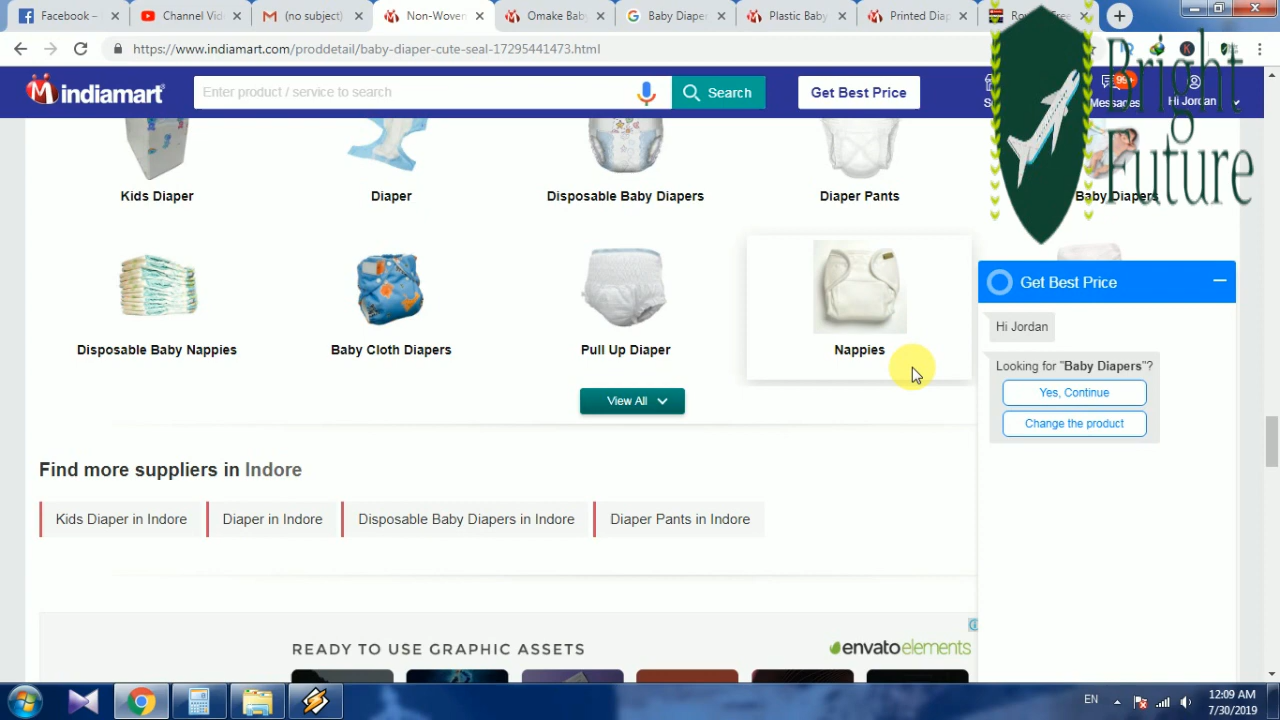 Facebook –
Channel Vid
(no subject)
Non-Woven
Omake Baby
Baby Diaper
Plastic Baby
Printed Diap
https://www.indiamart.com/proddetail/baby-diaper-cute-seal-17295441473.html
indiamart
Enter product / service to search
Search
Get Best Price
99+
Messages
Hi Jordan
Bright
Future
Kids Diaper
Diaper
Disposable Baby Diapers
Diaper Pants
Baby Diapers
Disposable Baby Nappies
Baby Cloth Diapers
Pull Up Diaper
Nappies
View All
Get Best Price
Hi Jordan
Looking for "Baby Diapers"?
Yes, Continue
Change the product
Find more suppliers in Indore
Kids Diaper in Indore
Diaper in Indore
Disposable Baby Diapers in Indore
Diaper Pants in Indore
READY TO USE GRAPHIC ASSETS
envatoelements
EN
12:09 AM
7/30/2019